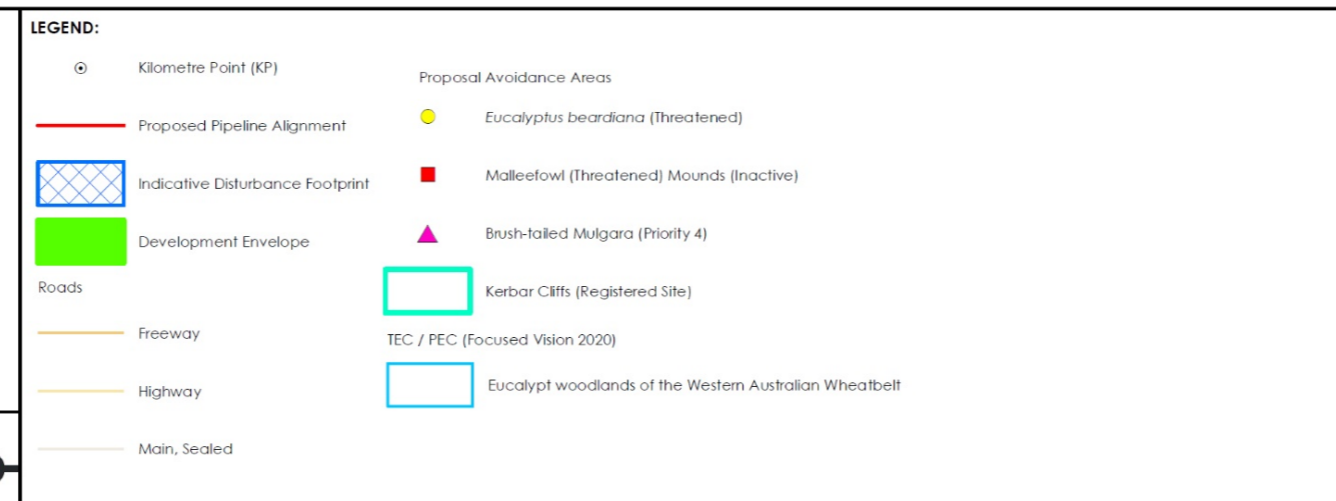 LEGEND:
Kilometre Point (KP)
Proposed Pipeline Alignment
Indicative Disturbance Footprint
Development Envelope
Roads
Freeway
Highway
Main, Sealed
Proposal Avoidance Areas
Eucalyptus beardiana (Threatened)
Malleefowl (Threatened) Mounds (Inactive)
Brush-tailed Mulgara (Priority 4)
Kerbar Cliffs (Registered Site)
TEC / PEC (Focused Vision 2020)
Eucalypt woodlands of the Western Australian Wheatbelt